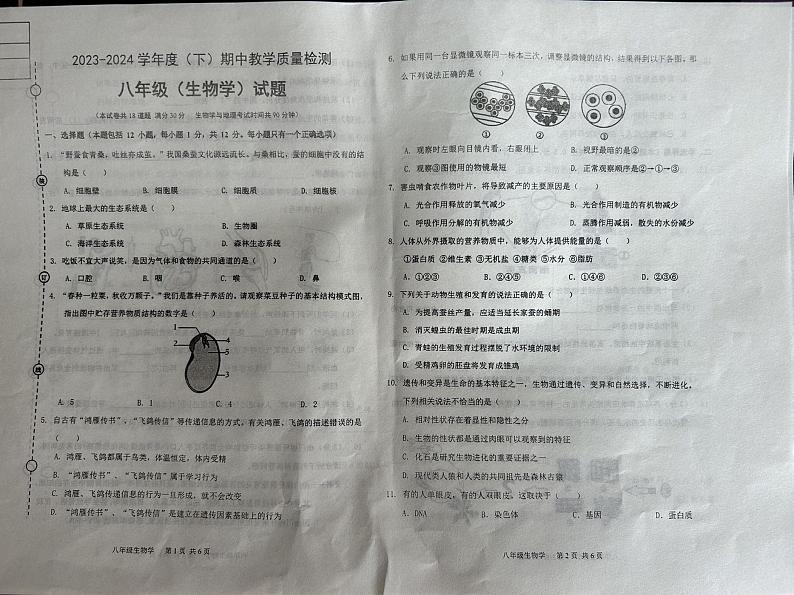 2023-2024 学年度（下）期中教学质量检测
八年级（生物学）试题
（本试卷共 18 道题 满分 30 分 生物学与地理考试时间共 90 分钟）
一、选择题（本题包括 12 小题，每小题 1 分，共 12 分。每小题只有一个正确选项）
1. “野蚕食青桑，吐丝亦成茧。”我国桑蚕文化源远流长。与桑相比，蚕的细胞中没有的结
构是（　　）
A. 细胞壁 B. 细胞膜 C. 细胞质 D. 细胞核
2. 地球上最大的生态系统是（　　）
A. 草原生态系统 B. 生物圈
C. 海洋生态系统 D. 森林生态系统
3. 吃饭不宜大声说笑，是因为气体和食物的共同通道的是（　　）
A. 口腔 B. 咽 C. 喉 D. 鼻
4. “春种一粒粟，秋收万颗子。”我们是靠种子养活的。请观察菜豆种子的基本结构模式图，
指出图中贮存营养物质结构的数字是（　　）
1
2
4
5
3
A. 5 B. 1 C. 4 D. 2
5. 自古有“鸿雁传书”、“飞鸽传信”等传递信息的方式，有关鸿雁、飞鸽的描述错误的是
（　　）
A. 鸿雁、飞鸽都属于鸟类，体温恒定，体内受精
B. “鸿雁传书”、“飞鸽传信”属于学习行为
C. 鸿雁、飞鸽传递信息的行为一旦形成，就不会改变
D. “鸿雁传书”、“飞鸽传信”是建立在遗传因素基础上的行为
八年级生物学 第 1 页 共 6 页
装
订
线
6. 如果用同一台显微镜观察同一标本三次，调整显微镜的结构，结果得到以下各图，那
么下列说法正确的是（　　）
① ② ③
A. 观察时左眼向目镜内看，右眼闭上 B. 视野最暗的是②
C. 观察③图使用的物镜最短 D. 正常观察顺序是②→①→③
7. 害虫啃食农作物叶片，将导致减产的主要原因是（　　）
A. 光合作用释放的氧气减少 B. 光合作用制造的有机物减少
C. 呼吸作用分解的有机物减少 D. 蒸腾作用减弱，散失的水份减少
8. 人体从外界摄取的营养物质中，能够为人体提供能量的是（　　）
①蛋白质 ②维生素 ③无机盐 ④糖类 ⑤水分 ⑥脂肪
A. ①②③ B. ②④⑤ C. ①④⑥ D. ②③⑥
9. 下列关于动物生殖和发育的说法正确的是（　　）
A. 为提高蚕丝产量，应适当延长家蚕的蛹期
B. 消灭蝗虫的最佳时期是成虫期
C. 青蛙的生殖发育过程摆脱了水环境的限制
D. 受精鸡卵的胚盘将发育成雏鸡
10. 遗传和变异是生命的基本特征之一，生物通过遗传、变异和自然选择，不断进化。
下列相关说法不恰当的是（　　）
A. 相对性状存在着显性和隐性之分
B. 生物的性状都是通过肉眼可以观察到的特征
C. 化石是研究生物进化的重要证据之一
D. 现代类人猿和人类的共同祖先是森林古猿
11. 有的人单眼皮，有的人双眼皮，这取决于（　　）
A. DNA B. 染色体 C. 基因 D. 蛋白质
八年级生物学 第 2 页 共 6 页